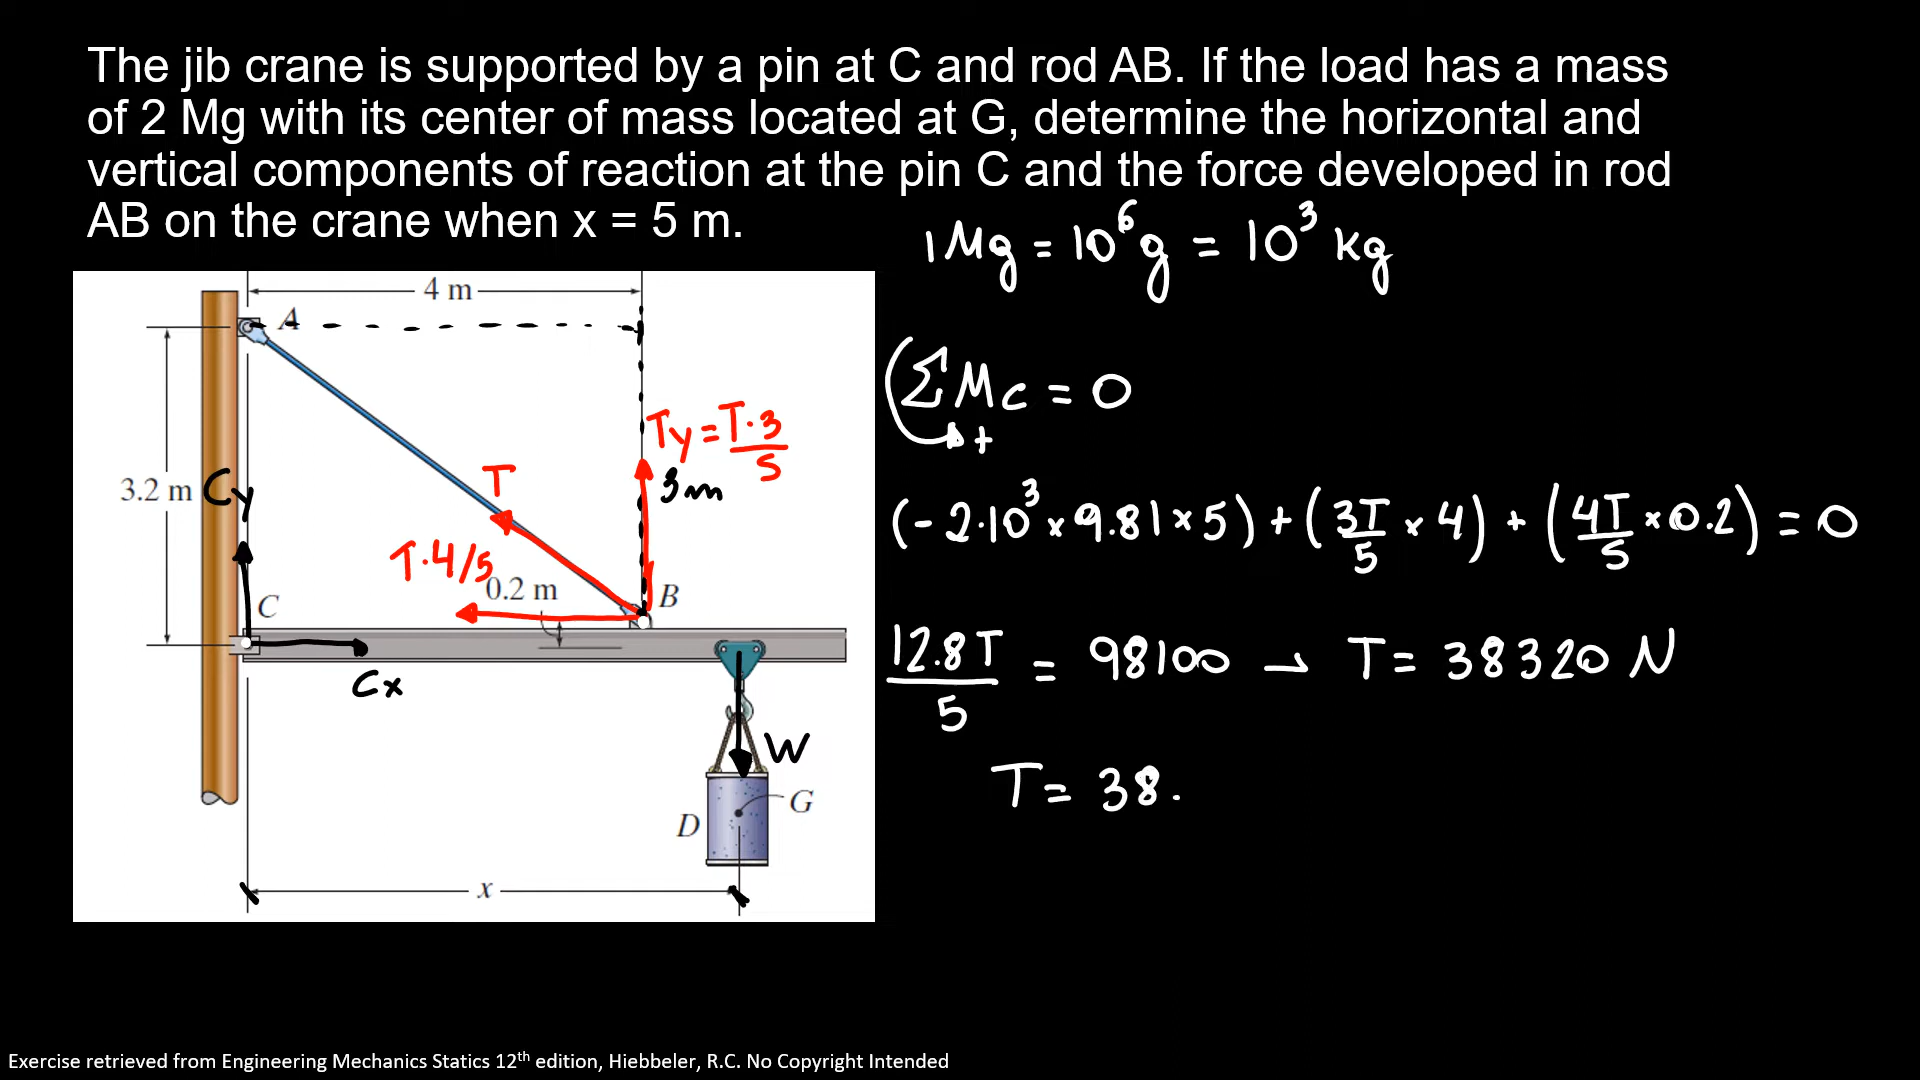 The jib crane is supported by a pin at C and rod AB. If the load has a mass
of 2 Mg with its center of mass located at G, determine the horizontal and
vertical components of reaction at the pin C and the force developed in rod
AB on the crane when x = 5 m.
1Mg = 10⁶g = 10³ kg
4 m
A
ΣMc = 0
+
Ty = T·3/5
3.2 m
Cy
T
3m
(-2·10³ × 9.81 × 5) + (3T/5 × 4) + (4T/5 × 0.2) = 0
T·4/5
0.2 m
B
C
12.8T/5 = 98100 → T = 38320 N
Cx
W
T = 38.
G
D
x
Exercise retrieved from Engineering Mechanics Statics 12th edition, Hiebbeler, R.C. No Copyright Intended